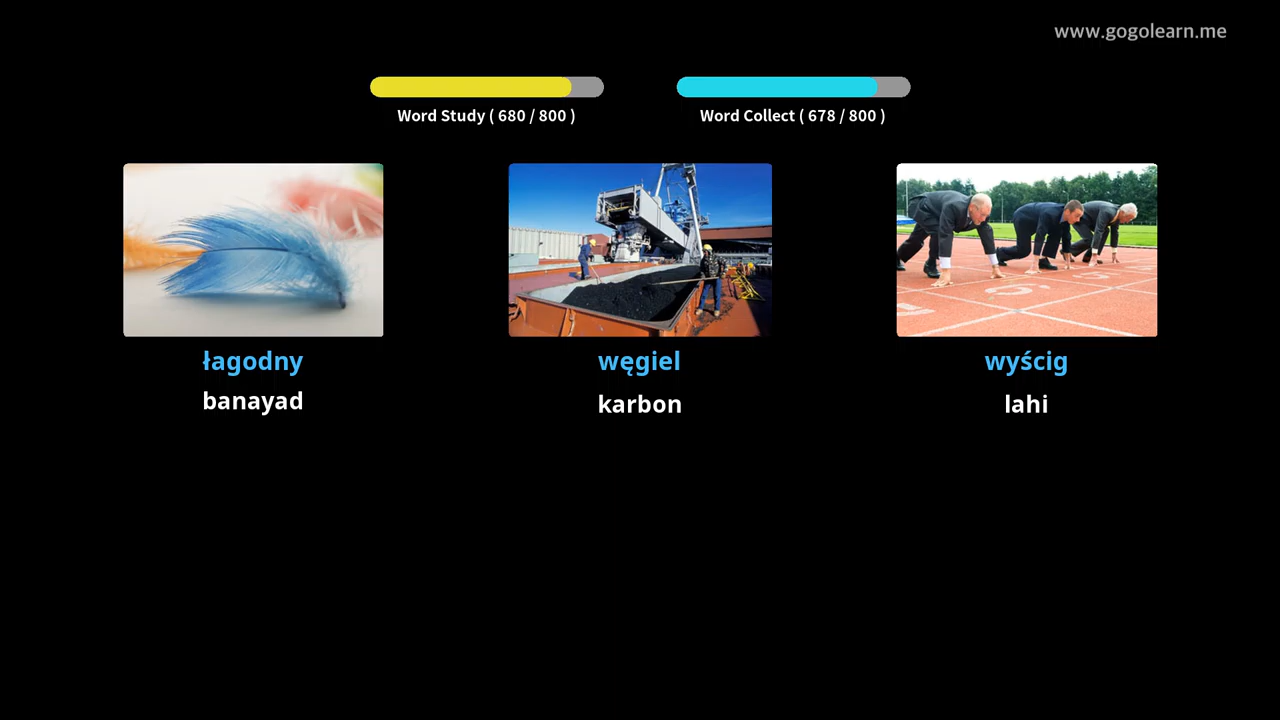 www.gogolearn.me
Word Study ( 680 / 800 )
Word Collect ( 678 / 800 )
łagodny
banayad
węgiel
karbon
wyścig
lahi